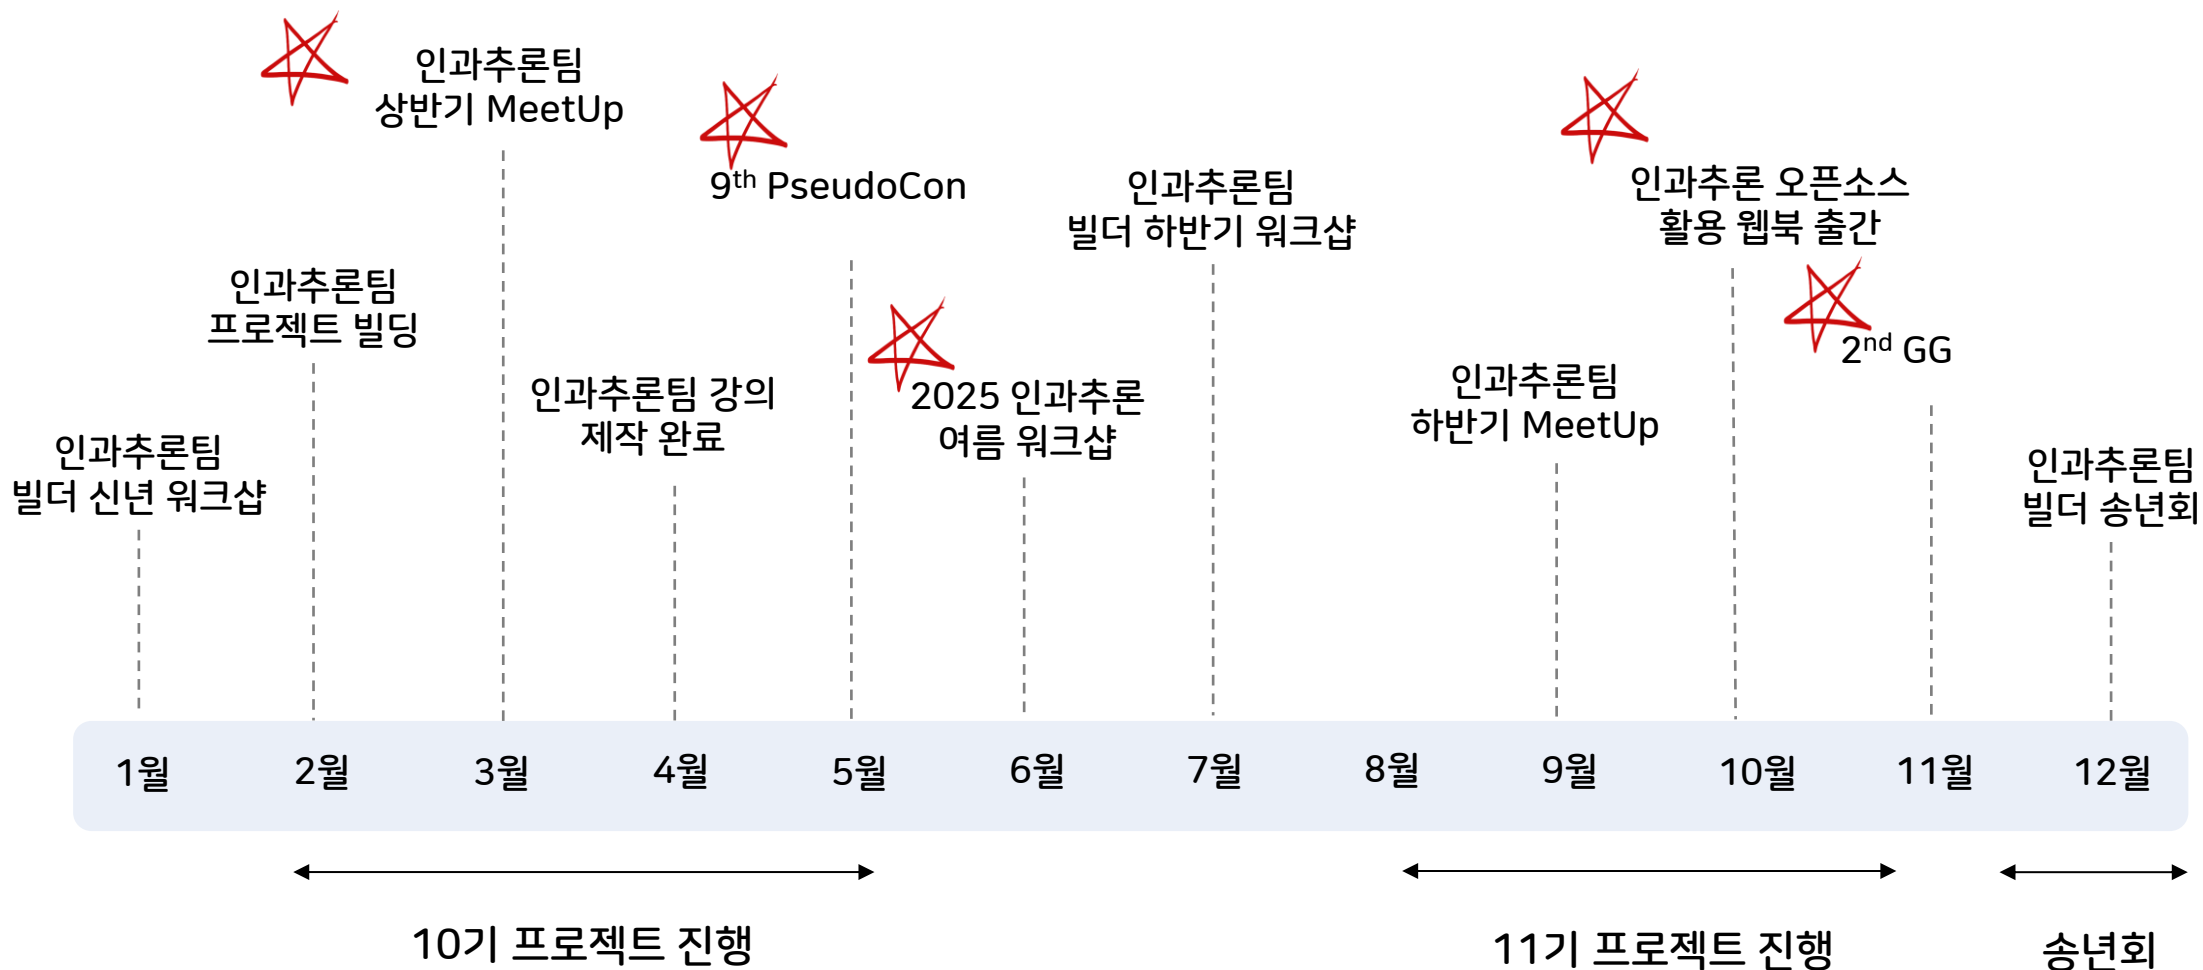 인과추론팀
상반기 MeetUp
9th PseudoCon
인과추론팀
빌더 하반기 워크샵
인과추론 오픈소스
활용 웹북 출간
인과추론팀
프로젝트 빌딩
2nd GG
인과추론팀 강의
제작 완료
2025 인과추론
여름 워크샵
인과추론팀
하반기 MeetUp
인과추론팀
빌더 신년 워크샵
인과추론팀
빌더 송년회
1월 2월 3월 4월 5월 6월 7월 8월 9월 10월 11월 12월
10기 프로젝트 진행
11기 프로젝트 진행
송년회